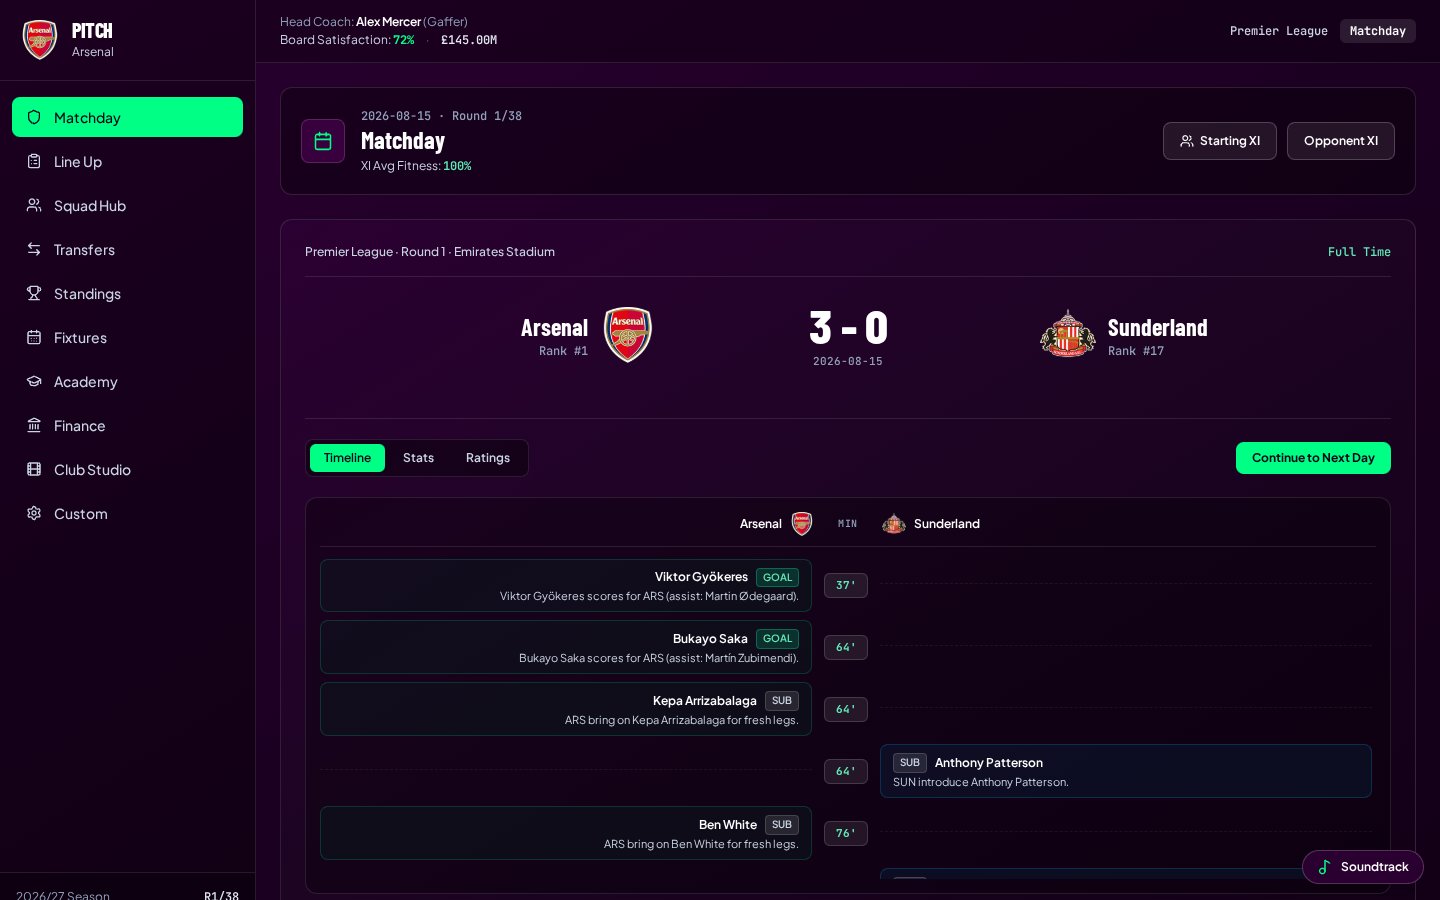 PITCH
Arsenal
Matchday
Line Up
Squad Hub
Transfers
Standings
Fixtures
Academy
Finance
Club Studio
Custom
2026/27 Season R1/38
Head Coach: Alex Mercer (Gaffer)
Board Satisfaction: 72% · £145.00M
Premier League Matchday
2026-08-15 · Round 1/38
Matchday
XI Avg Fitness: 100%
Starting XI Opponent XI
Premier League · Round 1 · Emirates Stadium Full Time
Arsenal
Rank #1
Arsenal
3 - 0
2026-08-15
Sunderland
Rank #17
Timeline Stats Ratings
Continue to Next Day
Arsenal MIN Sunderland
Viktor Gyökeres GOAL
Viktor Gyökeres scores for ARS (assist: Martin Ødegaard).
37'
Bukayo Saka GOAL
Bukayo Saka scores for ARS (assist: Martín Zubimendi).
64'
Kepa Arrizabalaga SUB
ARS bring on Kepa Arrizabalaga for fresh legs.
64'
64'
SUB Anthony Patterson
SUN introduce Anthony Patterson.
Ben White SUB
ARS bring on Ben White for fresh legs.
76'
Soundtrack